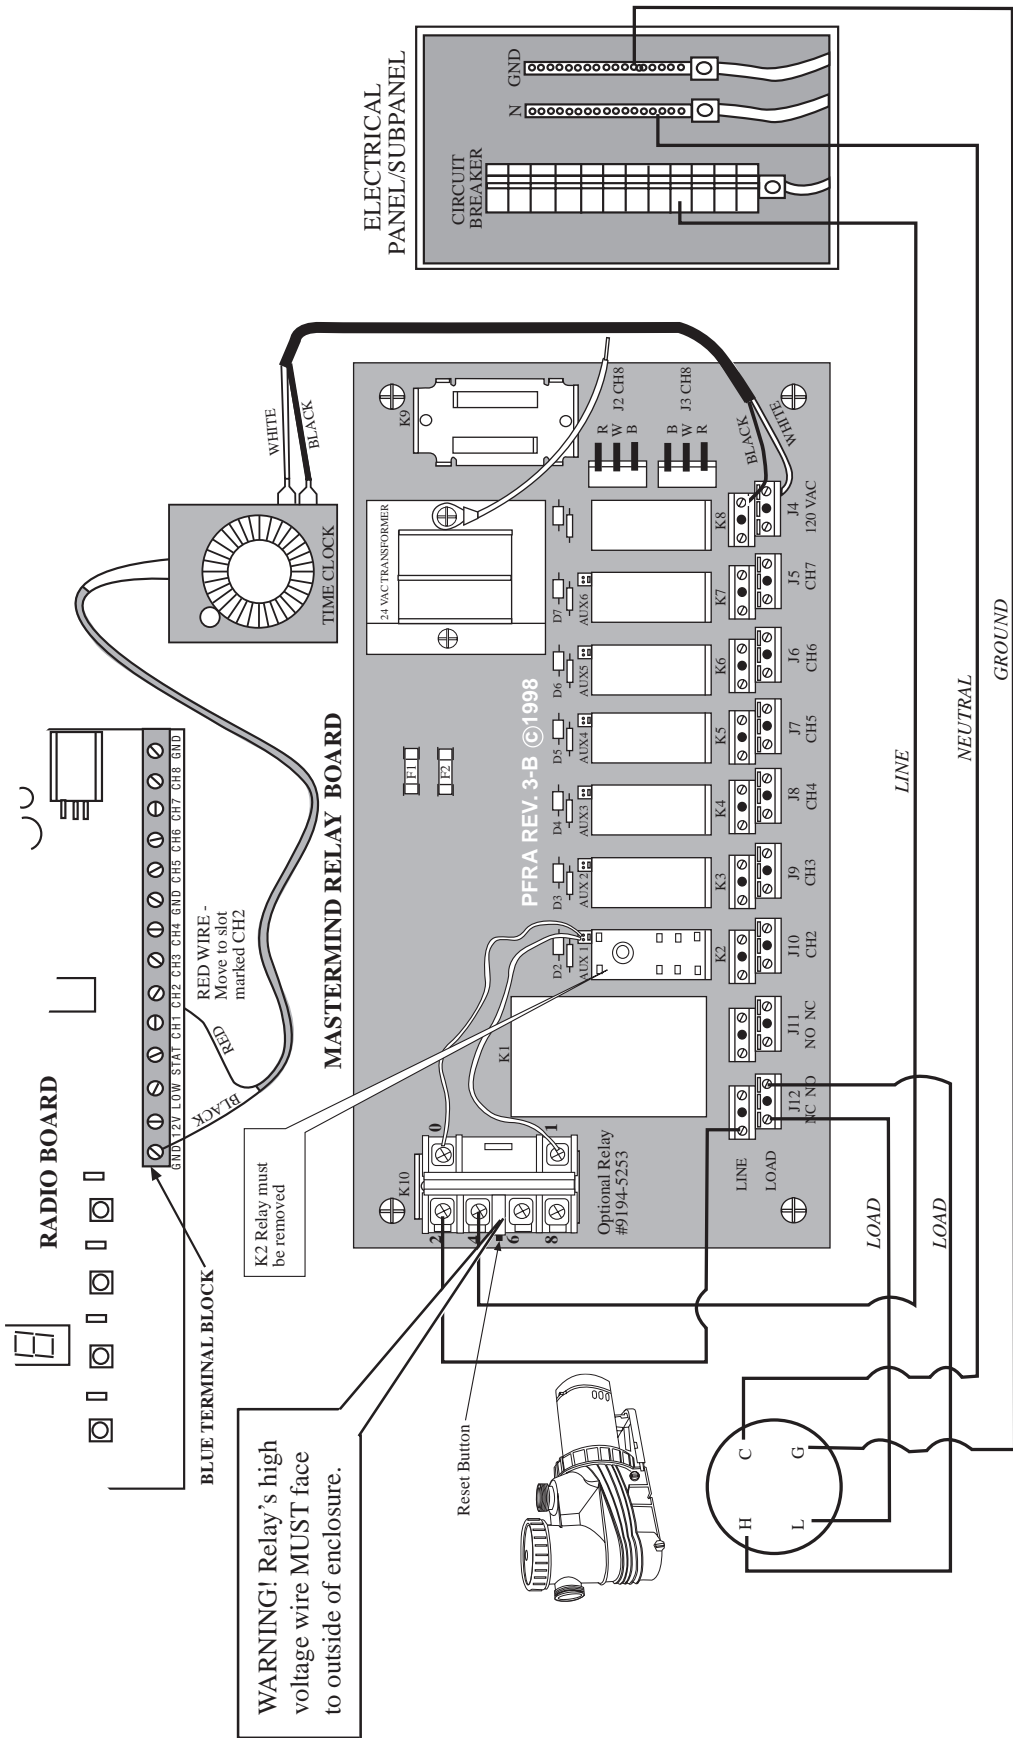 RADIO BOARD
BLUE TERMINAL BLOCK
GND 12V LOW STAT CH1 CH2 CH3 CH4 GND CH5 CH6 CH7 CH8 GND
BLACK
RED
RED WIRE -
Move to slot
marked CH2
TIME CLOCK
WHITE
BLACK
ELECTRICAL
PANEL/SUBPANEL
CIRCUIT
BREAKER
N
GND
WARNING! Relay's high
voltage wire MUST face
to outside of enclosure.
K2 Relay must
be removed
Reset Button
MASTERMIND RELAY BOARD
K10
0
1
2
4
6
8
Optional Relay
#9194-5253
K1
F1
F2
24 VAC TRANSFORMER
K9
PFRA REV. 3-B ©1998
D2
D3
D4
D5
D6
D7
AUX 1
AUX 2
AUX3
AUX4
AUX5
AUX6
R
W
B
J2 CH8
B
W
R
J3 CH8
K2
K3
K4
K5
K6
K7
K8
BLACK
WHITE
LINE
LOAD
J12
NC NO
J11
NO NC
J10
CH2
J9
CH3
J8
CH4
J7
CH5
J6
CH6
J5
CH7
J4
120 VAC
LOAD
LOAD
LINE
NEUTRAL
GROUND
H
C
L
G